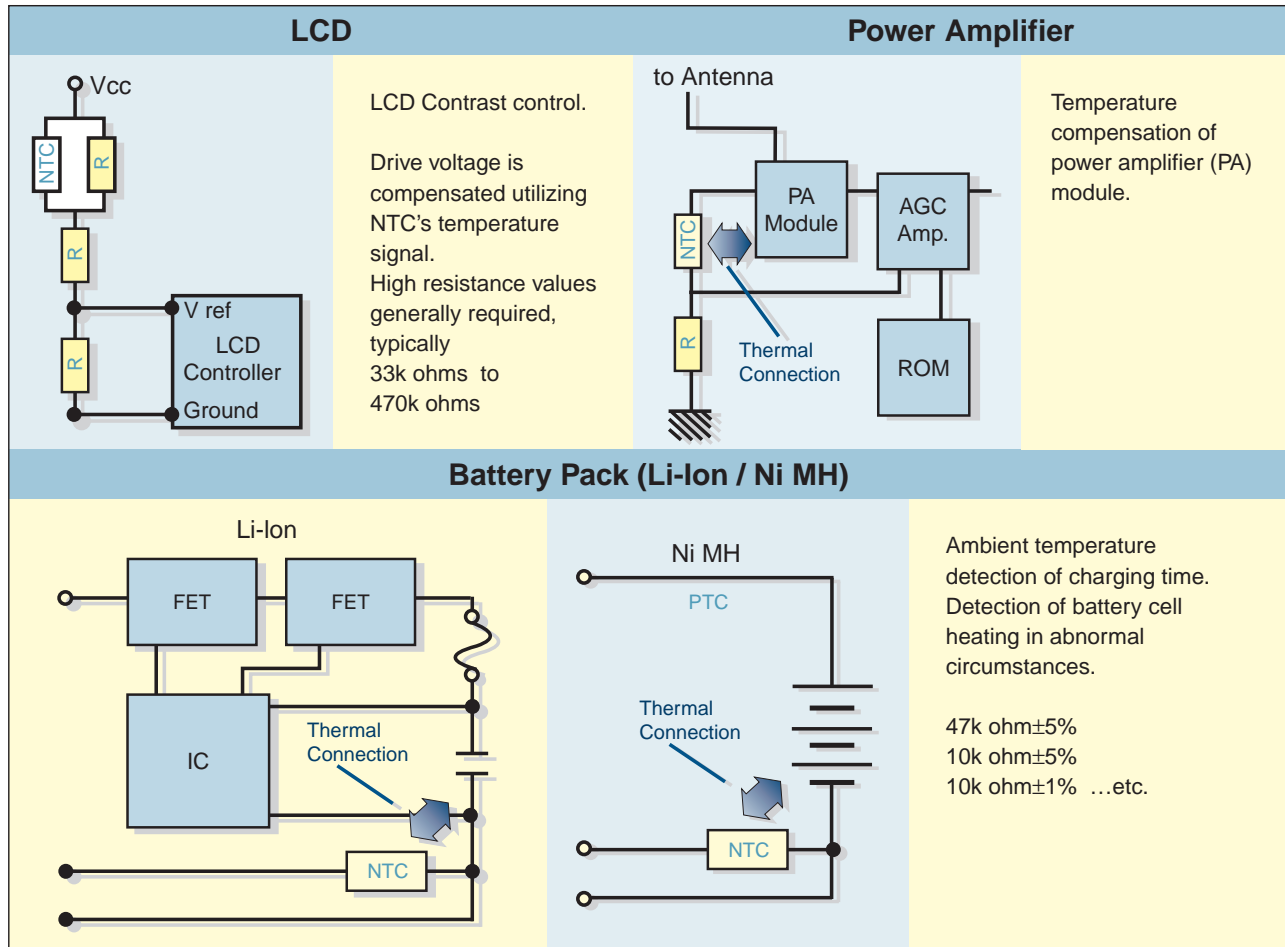 LCD
Power Amplifier
Vcc
NTC
R
R
R
V ref
LCD
Controller
Ground
LCD Contrast control.
Drive voltage is
compensated utilizing
NTC's temperature
signal.
High resistance values
generally required,
typically
33k ohms to
470k ohms
to Antenna
PA
Module
AGC
Amp.
NTC
R
Thermal
Connection
ROM
Temperature
compensation of
power amplifier (PA)
module.
Battery Pack (Li-Ion / Ni MH)
Li-Ion
FET
FET
IC
Thermal
Connection
NTC
Ni MH
PTC
Thermal
Connection
NTC
Ambient temperature
detection of charging time.
Detection of battery cell
heating in abnormal
circumstances.
47k ohm±5%
10k ohm±5%
10k ohm±1% …etc.